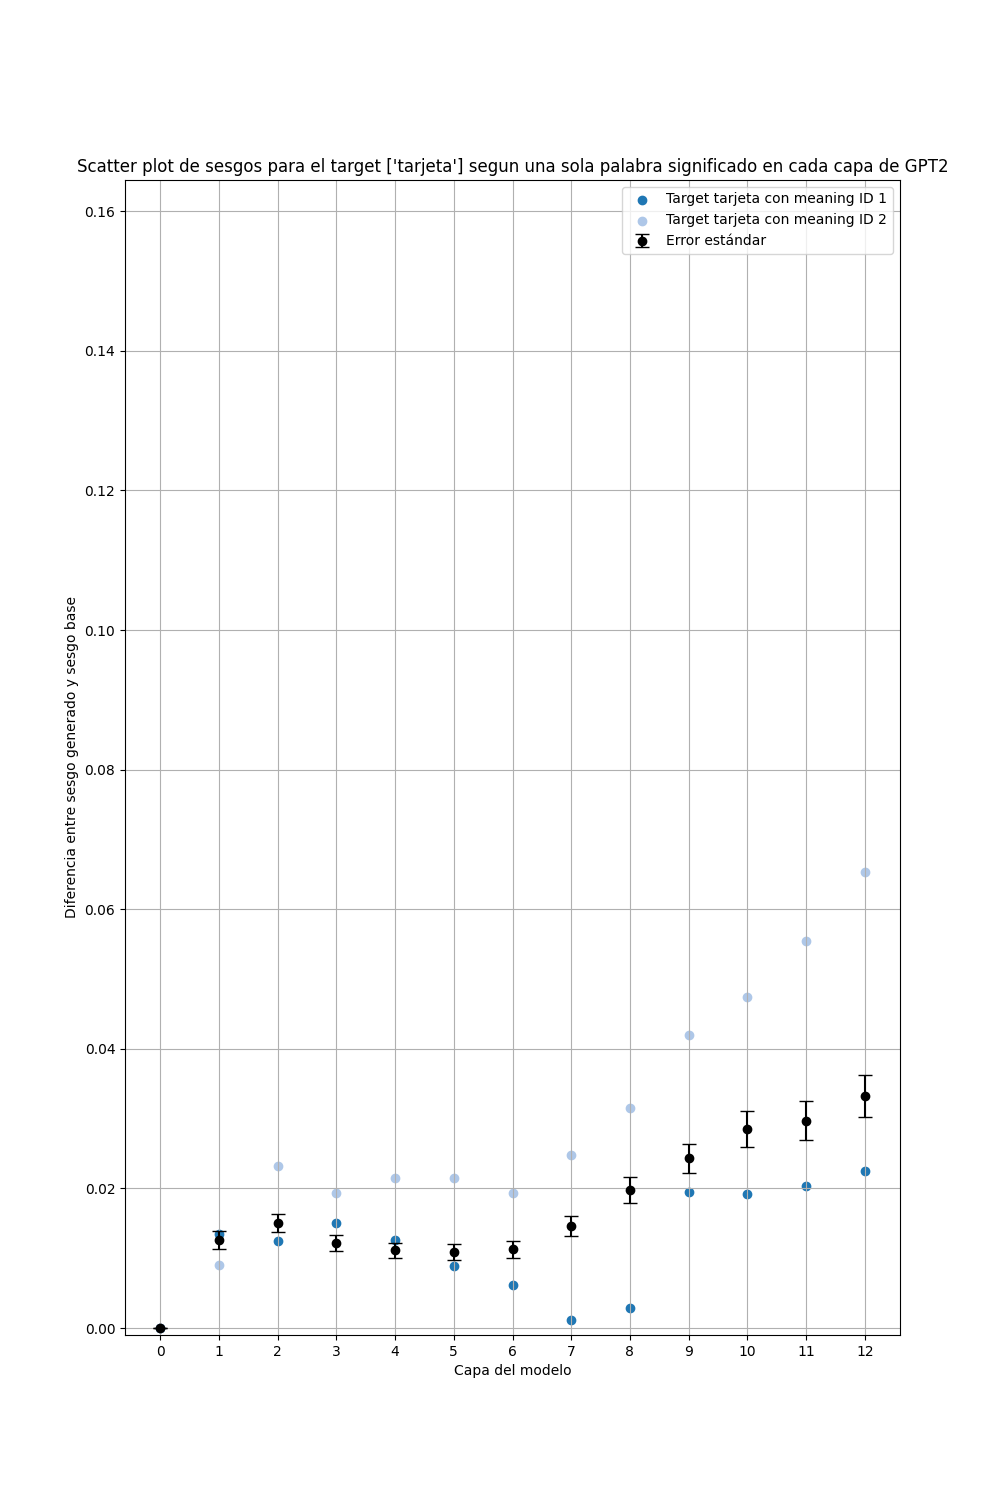 Scatter plot de sesgos para el target ['tarjeta'] segun una sola palabra significado en cada capa de GPT2
Target tarjeta con meaning ID 1
Target tarjeta con meaning ID 2
Error estándar
Diferencia entre sesgo generado y sesgo base
0.16
0.14
0.12
0.10
0.08
0.06
0.04
0.02
0.00
0 1 2 3 4 5 6 7 8 9 10 11 12
Capa del modelo